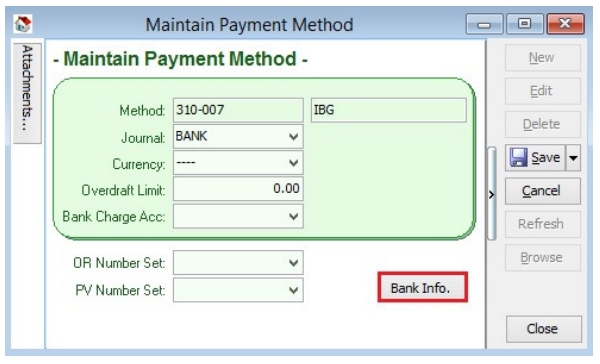 Maintain Payment Method
Attachments...
- Maintain Payment Method -
Method: 310-007 IBG
Journal: BANK
Currency: ----
Overdraft Limit: 0.00
Bank Charge Acc:
OR Number Set:
PV Number Set:
Bank Info.
New
Edit
Delete
Save
Cancel
Refresh
Browse
Close